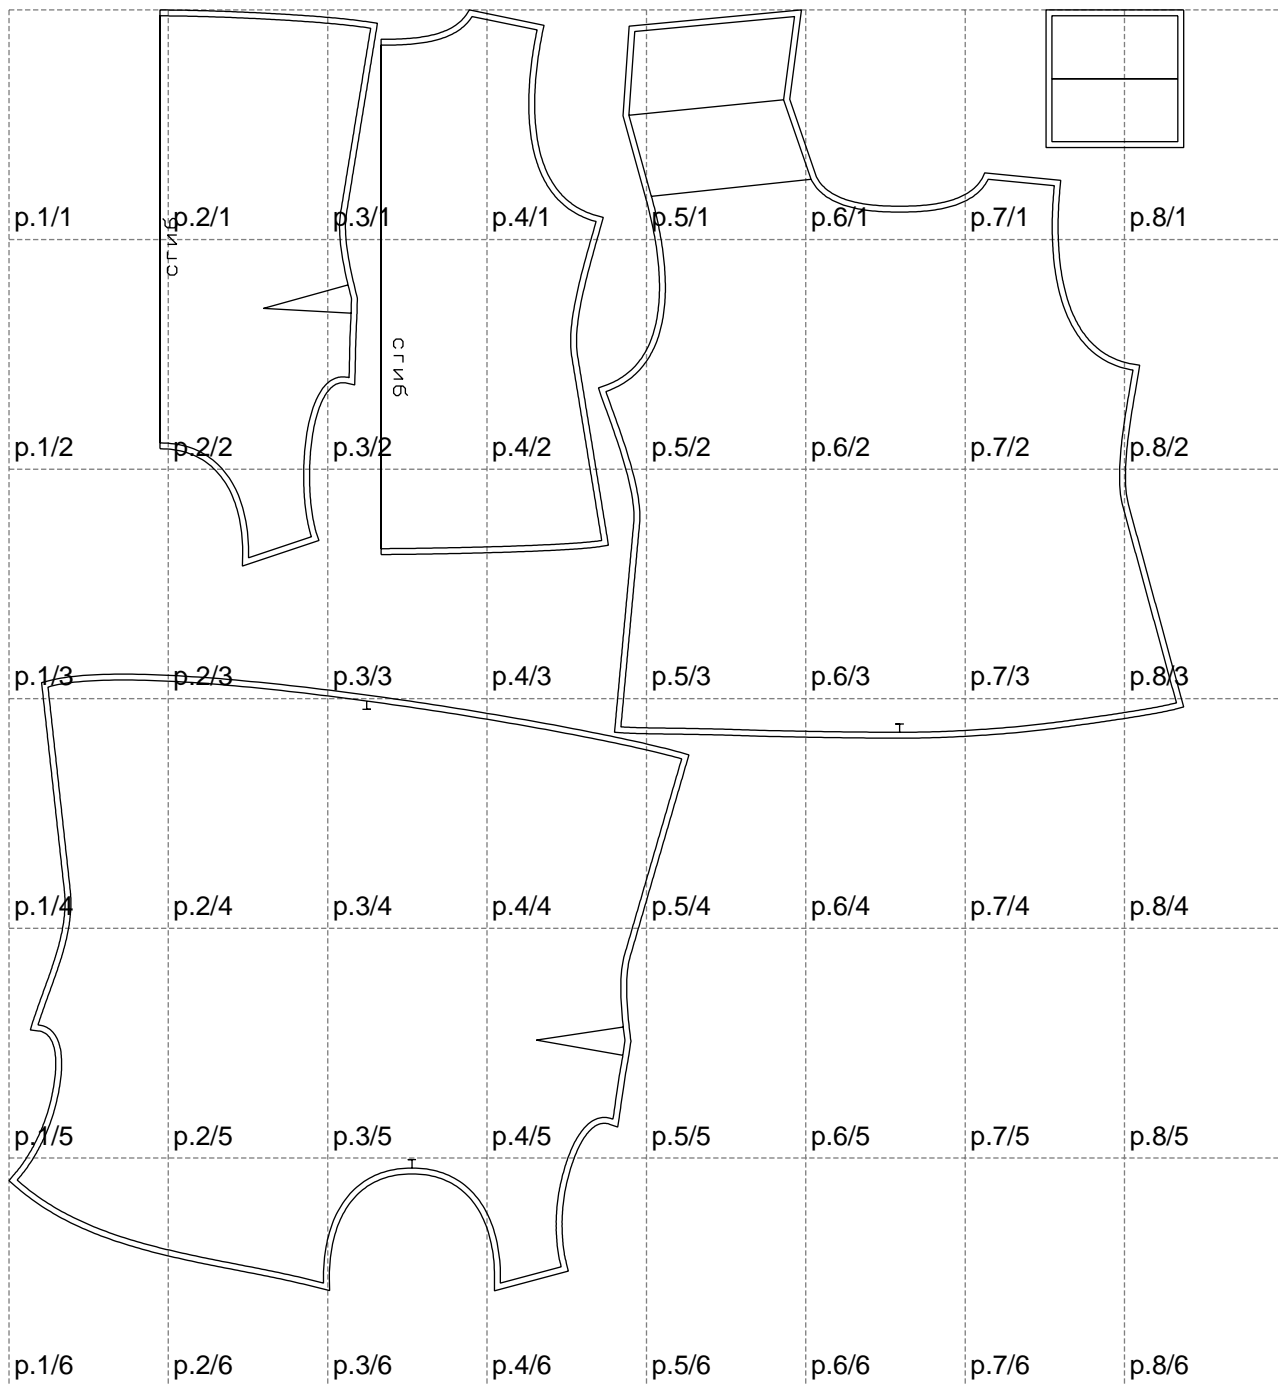 p.1/1 p.2/1 p.3/1 p.4/1 p.5/1 p.6/1 p.7/1 p.8/1
сгиб
сгиб
p.1/2 p.2/2 p.3/2 p.4/2 p.5/2 p.6/2 p.7/2 p.8/2
p.1/3 p.2/3 p.3/3 p.4/3 p.5/3 p.6/3 p.7/3 p.8/3
p.1/4 p.2/4 p.3/4 p.4/4 p.5/4 p.6/4 p.7/4 p.8/4
p.1/5 p.2/5 p.3/5 p.4/5 p.5/5 p.6/5 p.7/5 p.8/5
p.1/6 p.2/6 p.3/6 p.4/6 p.5/6 p.6/6 p.7/6 p.8/6